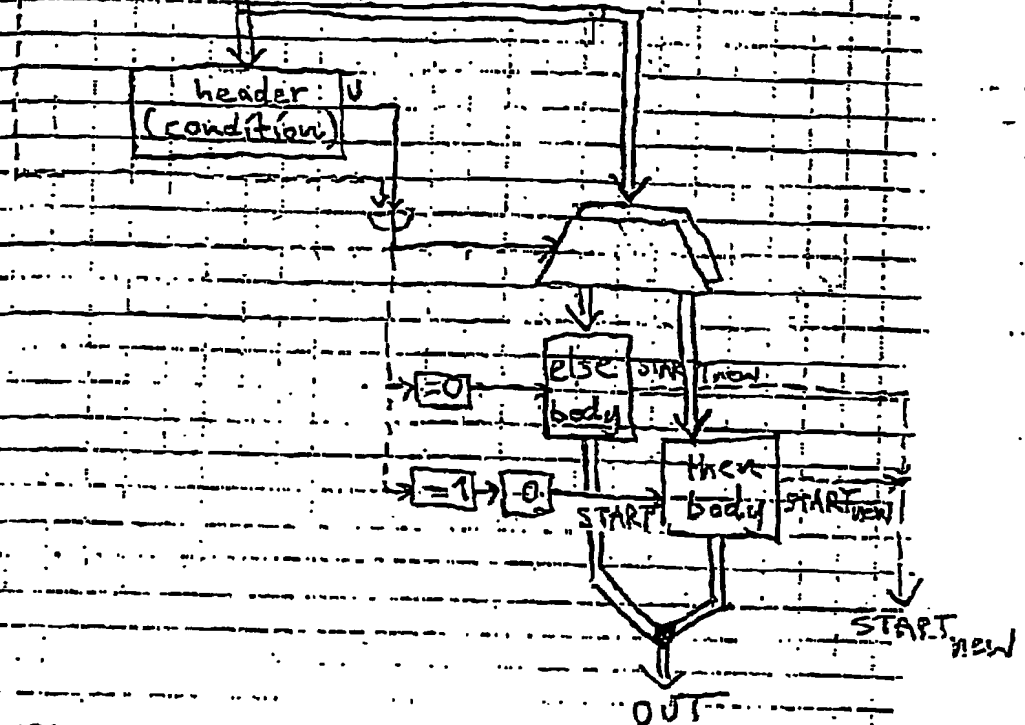 header
(condition)
else
body
START new
=0
then
body
START new
=1
0
START
START new
OUT